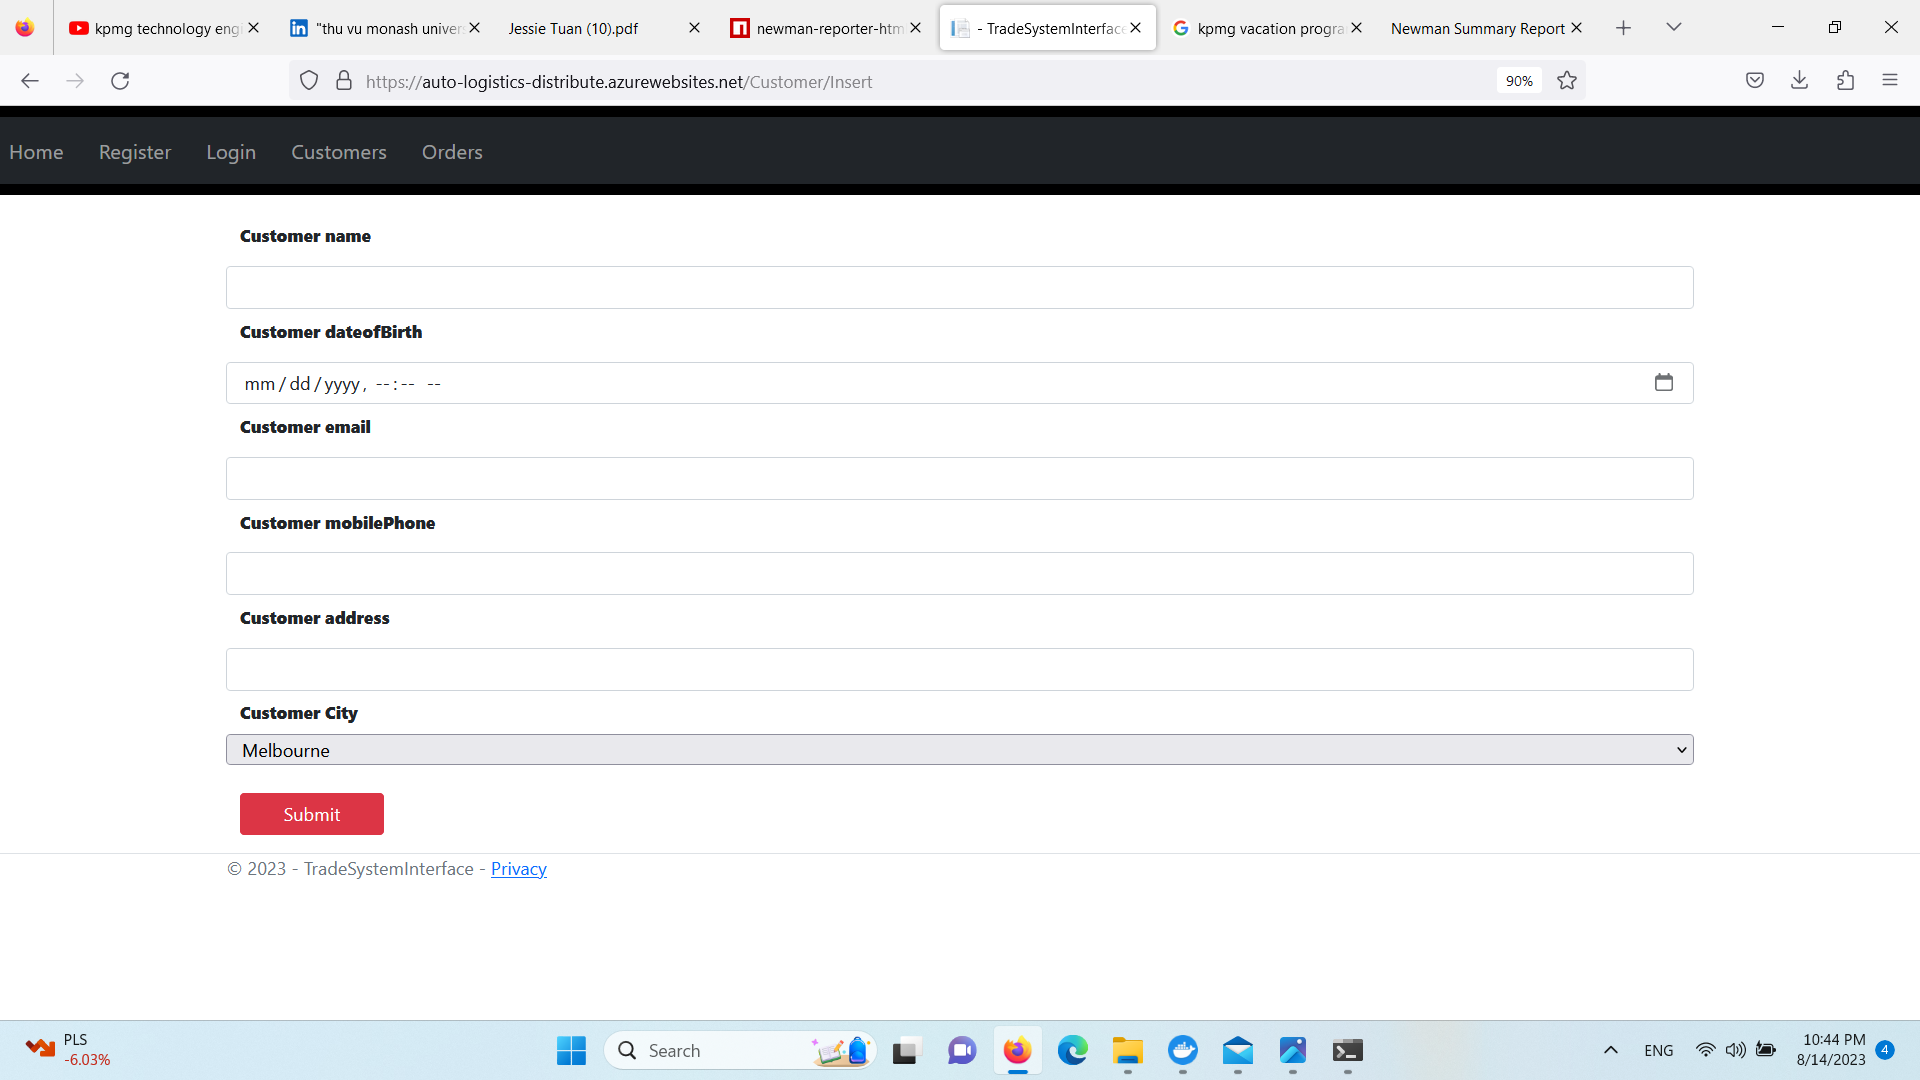 kpmg technology engi
"thu vu monash univers
Jessie Tuan (10).pdf
newman-reporter-htm
- TradeSystemInterface
kpmg vacation progra
Newman Summary Report
https://auto-logistics-distribute.azurewebsites.net/Customer/Insert
90%
Home
Register
Login
Customers
Orders
Customer name
Customer dateofBirth
mm/dd/yyyy, --:-- --
Customer email
Customer mobilePhone
Customer address
Customer City
Melbourne
Submit
© 2023 - TradeSystemInterface - Privacy
PLS
-6.03%
Search
ENG
10:44 PM
8/14/2023
4